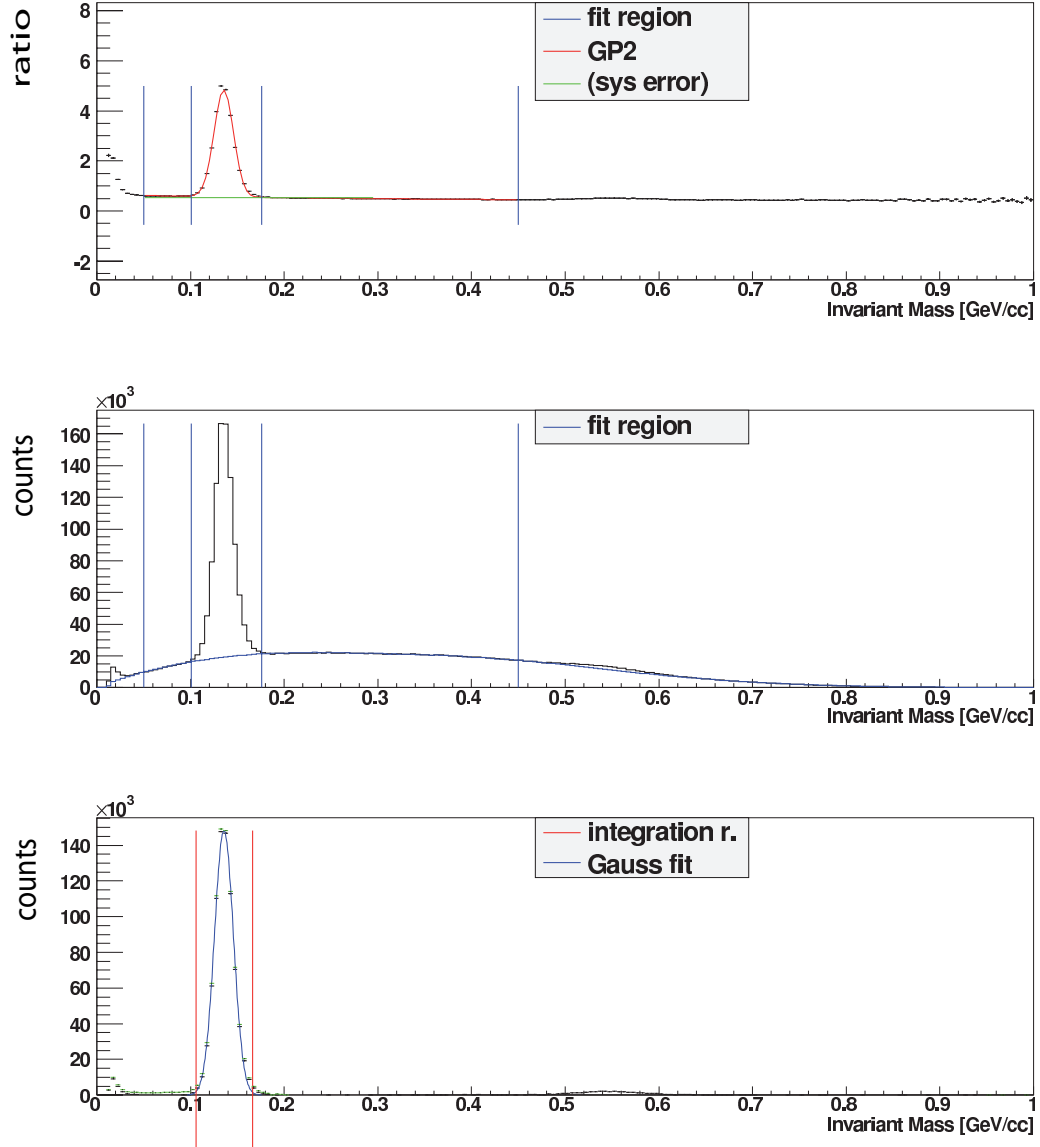 ratio
8
6
4
2
0
-2
fit region
GP2
(sys error)
0 0.1 0.2 0.3 0.4 0.5 0.6 0.7 0.8 0.9 1
Invariant Mass [GeV/cc]
×10³
counts
160
140
120
100
80
60
40
20
0
fit region
0 0.1 0.2 0.3 0.4 0.5 0.6 0.7 0.8 0.9 1
Invariant Mass [GeV/cc]
×10³
counts
140
120
100
80
60
40
20
0
integration r.
Gauss fit
0 0.1 0.2 0.3 0.4 0.5 0.6 0.7 0.8 0.9 1
Invariant Mass [GeV/cc]